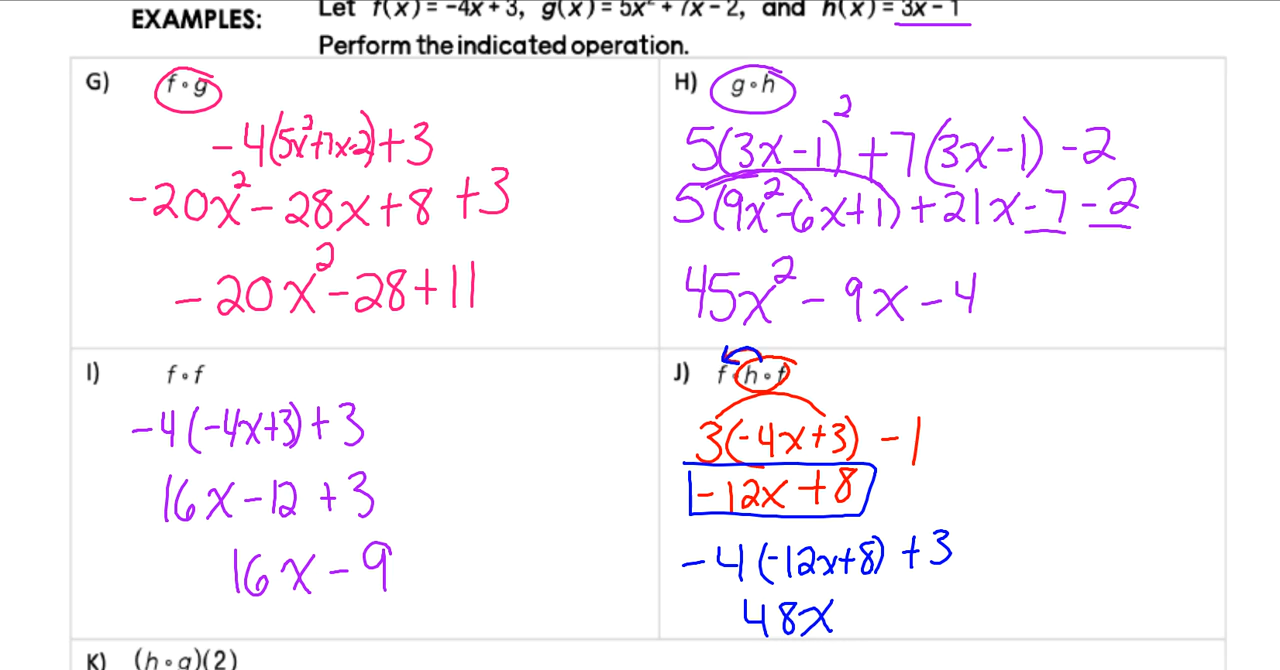 EXAMPLES: Let f(x) = -4x + 3, g(x) = 5x² + 7x - 2, and h(x) = 3x - 1
Perform the indicated operation.
G) f∘g
-4(5x²+7x-2)+3
-20x² - 28x + 8 + 3
-20x² - 28 + 11
H) g∘h
5(3x-1)² + 7(3x-1) - 2
5(9x²-6x+1) + 21x - 7 - 2
45x² - 9x - 4
I) f∘f
-4(-4x+3) + 3
16x - 12 + 3
16x - 9
J) f∘h∘f
3(-4x+3) - 1
-12x + 8
-4(-12x+8) + 3
48x
K) (h∘g)(2)